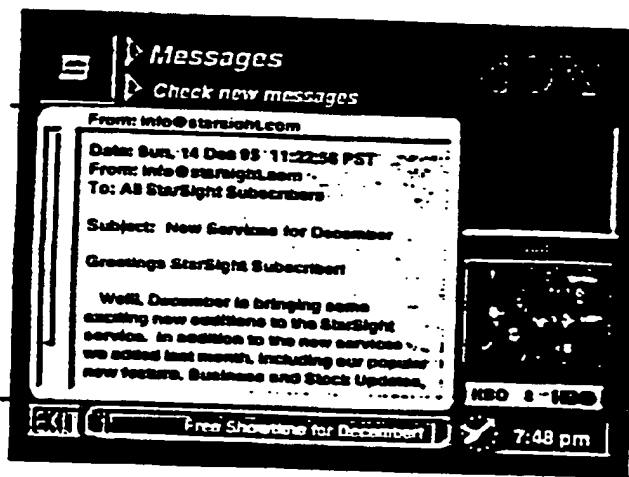 Messages
Check new messages
From: info@starsight.com
Date: Sun, 14 Dec 95 11:22:56 PST
From: info@starsight.com
To: All StarSight Subscribers
Subject: New Services for December
Greetings StarSight Subscriber!
Well, December is bringing some
exciting new additions to the StarSight
service. In addition to the new services
we added last month, including our popular
new feature, Business and Stock Updates,
HBO 8 HBO
EXIT
Free Showtime for December!
7:48 pm